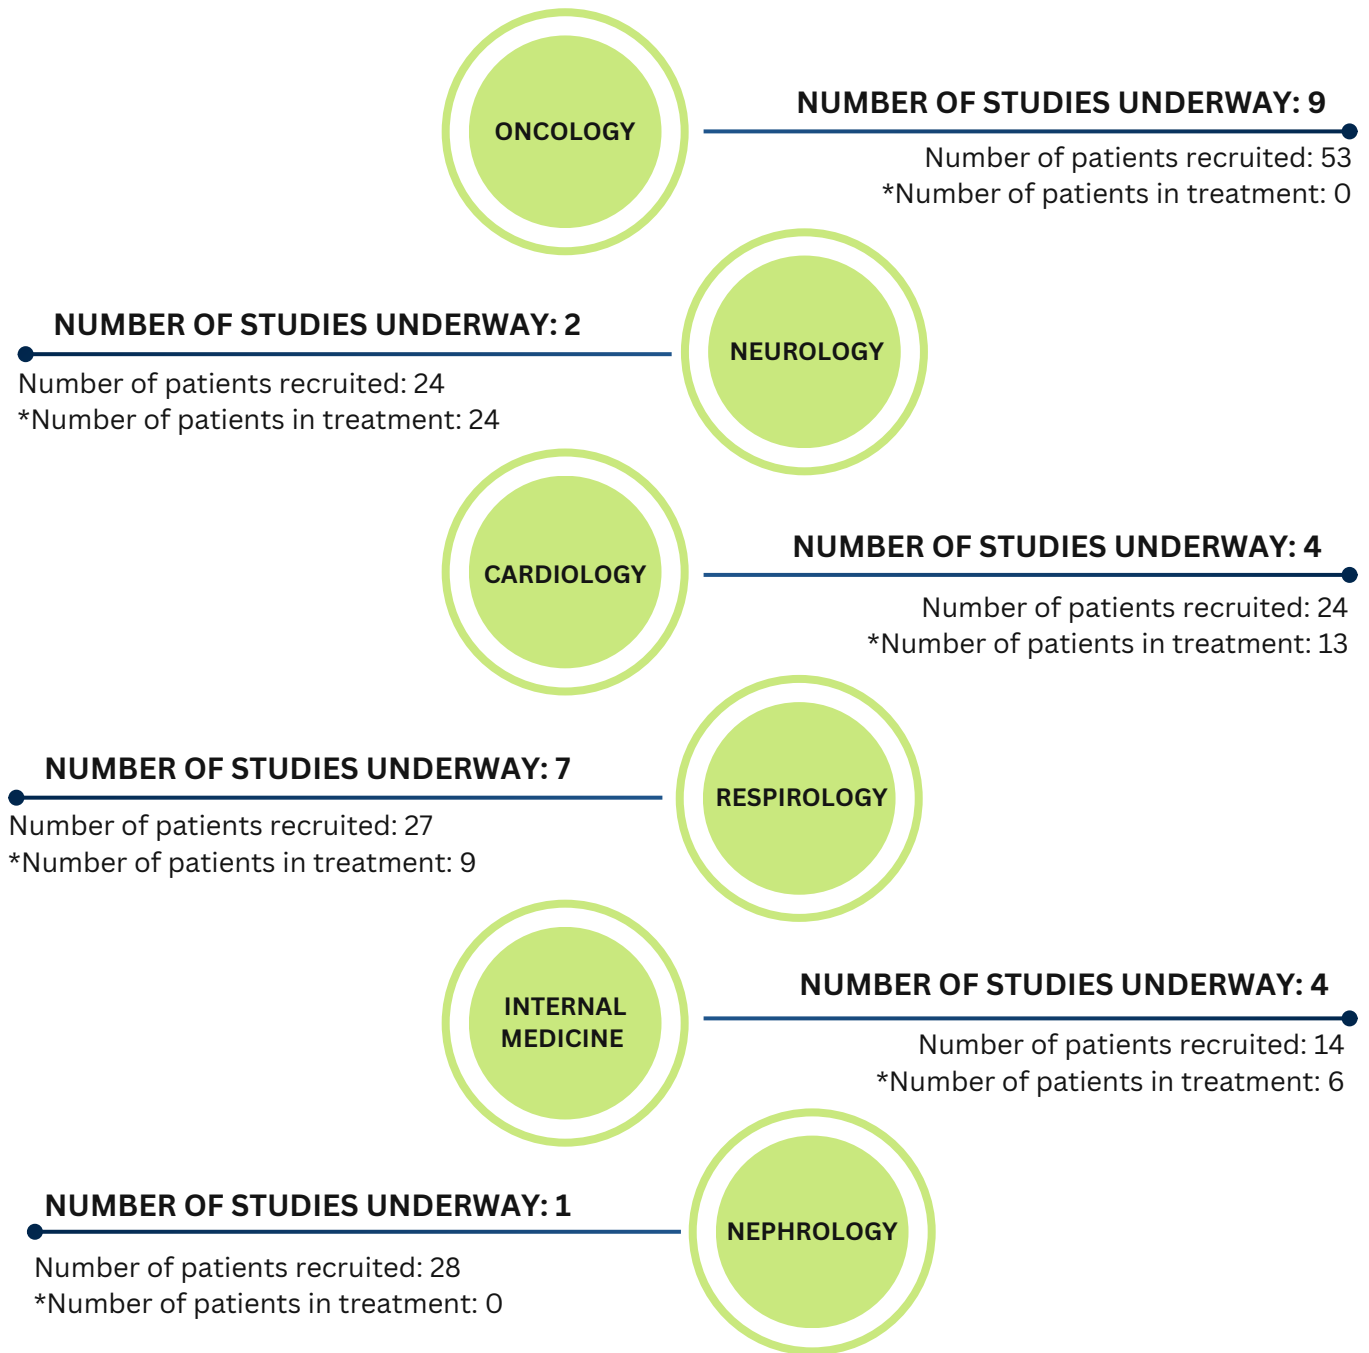 ONCOLOGY
NUMBER OF STUDIES UNDERWAY: 9
Number of patients recruited: 53
*Number of patients in treatment: 0
NUMBER OF STUDIES UNDERWAY: 2
Number of patients recruited: 24
*Number of patients in treatment: 24
NEUROLOGY
CARDIOLOGY
NUMBER OF STUDIES UNDERWAY: 4
Number of patients recruited: 24
*Number of patients in treatment: 13
NUMBER OF STUDIES UNDERWAY: 7
Number of patients recruited: 27
*Number of patients in treatment: 9
RESPIROLOGY
INTERNAL
MEDICINE
NUMBER OF STUDIES UNDERWAY: 4
Number of patients recruited: 14
*Number of patients in treatment: 6
NUMBER OF STUDIES UNDERWAY: 1
Number of patients recruited: 28
*Number of patients in treatment: 0
NEPHROLOGY